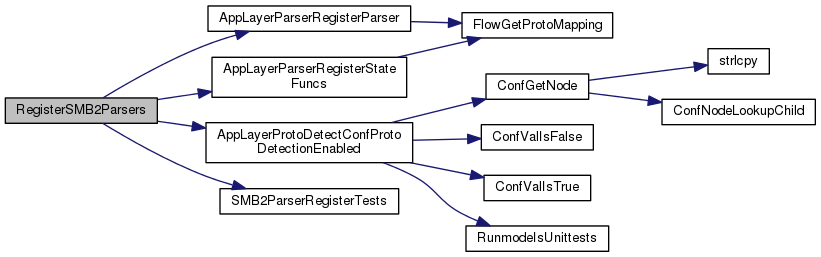 RegisterSMB2Parsers
AppLayerParserRegisterParser
AppLayerParserRegisterState
Funcs
AppLayerProtoDetectConfProto
DetectionEnabled
SMB2ParserRegisterTests
FlowGetProtoMapping
ConfGetNode
ConfValIsFalse
ConfValIsTrue
RunmodeIsUnittests
strlcpy
ConfNodeLookupChild